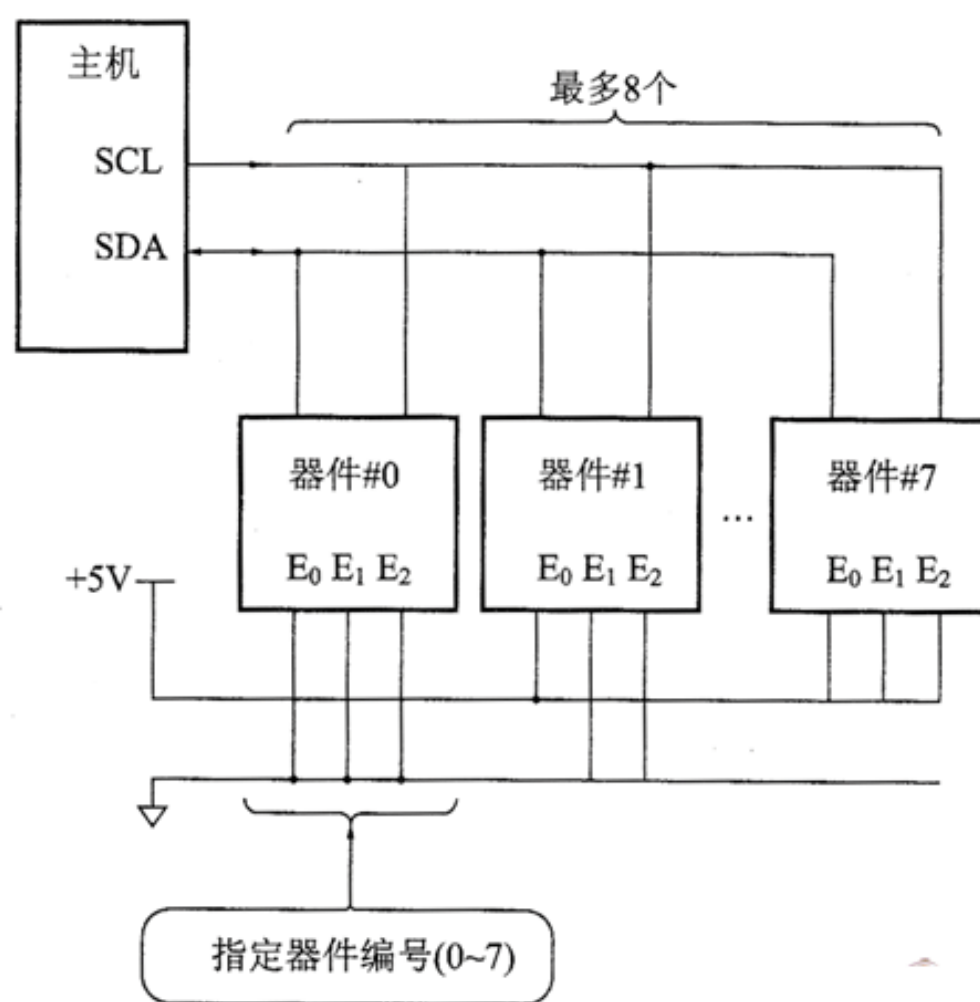 主机
最多8个
SCL
SDA
器件#0
器件#1
器件#7
...
E₀ E₁ E₂
E₀ E₁ E₂
E₀ E₁ E₂
+5V
指定器件编号(0~7)